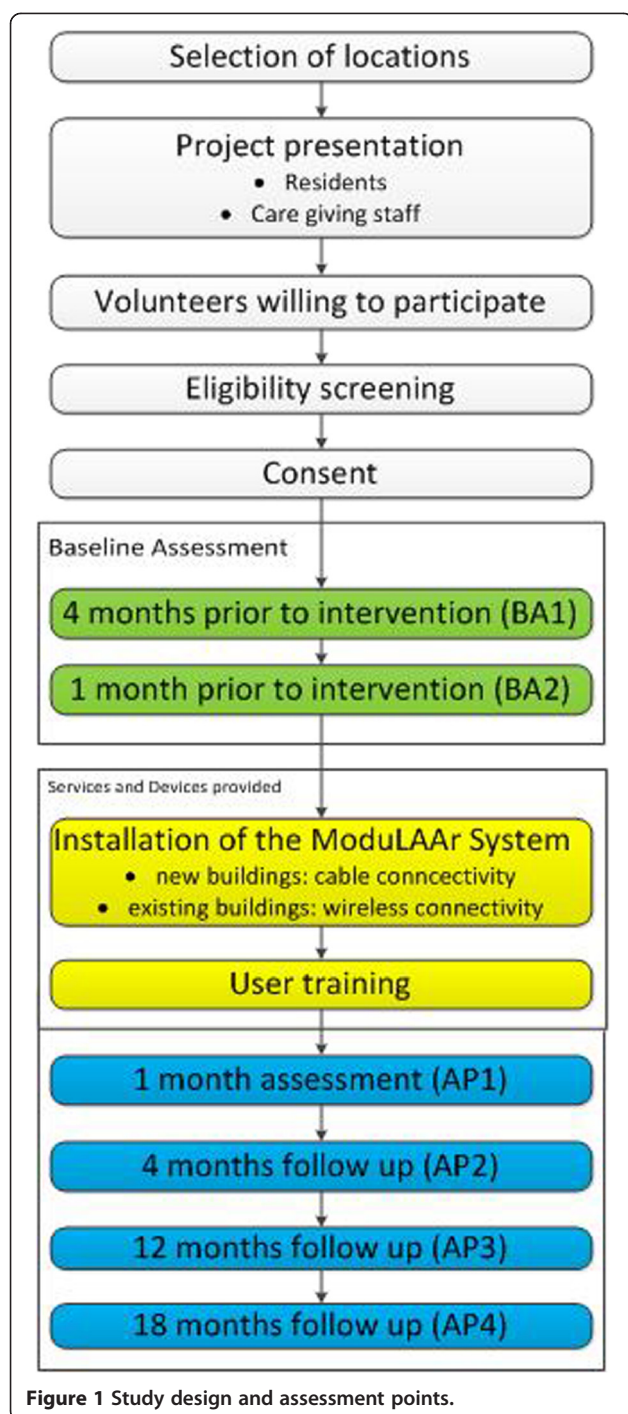 Selection of locations
Project presentation
• Residents
• Care giving staff
Volunteers willing to participate
Eligibility screening
Consent
Baseline Assessment
4 months prior to intervention (BA1)
1 month prior to intervention (BA2)
Services and Devices provided
Installation of the ModuLAAr System
• new buildings: cable conncectivity
• existing buildings: wireless connectivity
User training
1 month assessment (AP1)
4 months follow up (AP2)
12 months follow up (AP3)
18 months follow up (AP4)
Figure 1 Study design and assessment points.